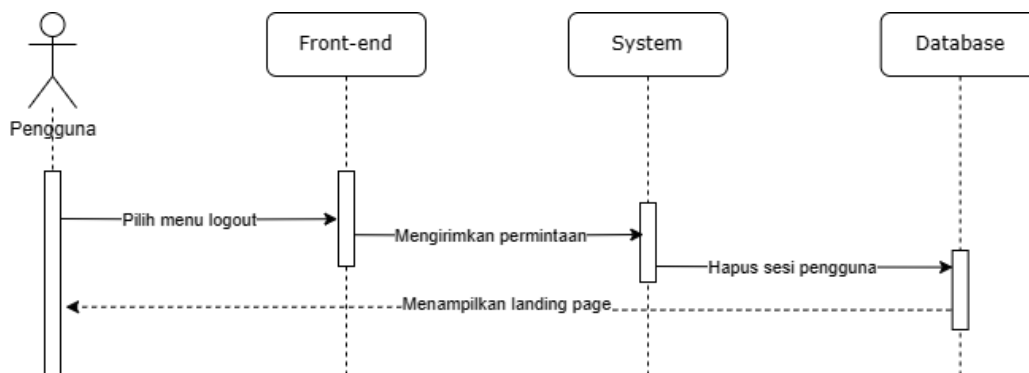 Front-end
System
Database
Pengguna
Pilih menu logout
Mengirimkan permintaan
Hapus sesi pengguna
Menampilkan landing page